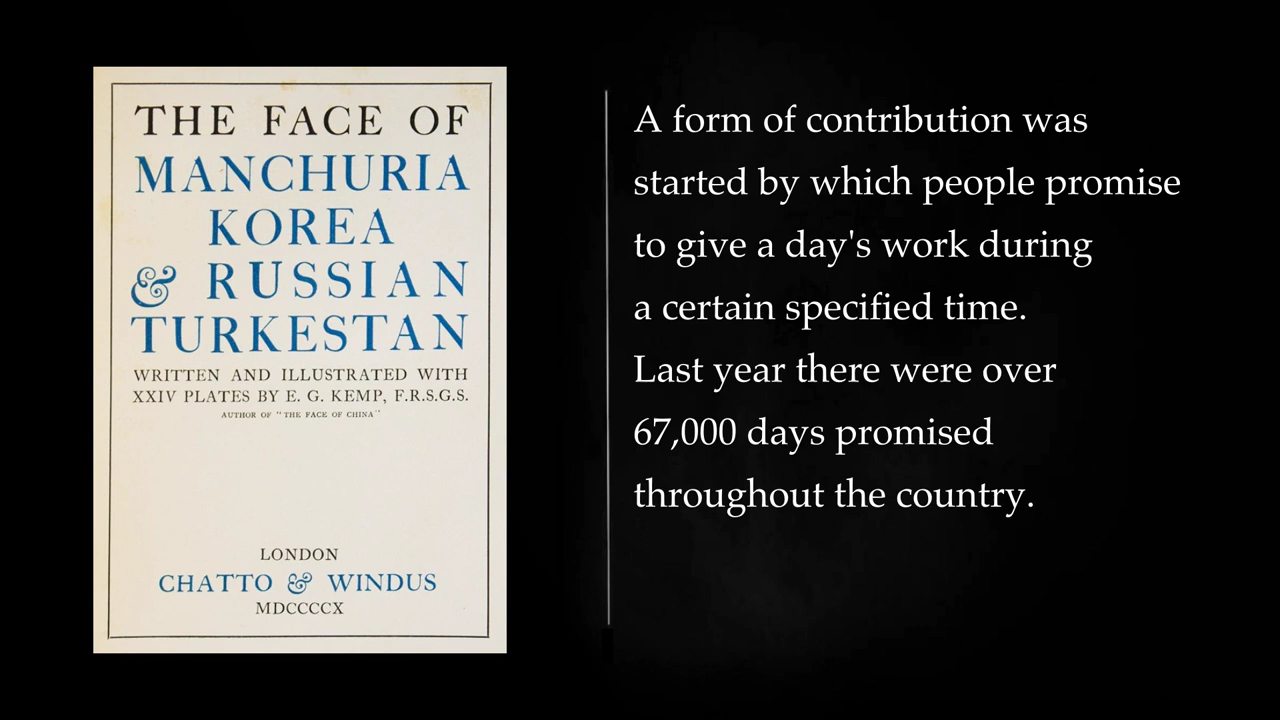 THE FACE OF
MANCHURIA
KOREA
& RUSSIAN
TURKESTAN
WRITTEN AND ILLUSTRATED WITH
XXIV PLATES BY E. G. KEMP, F.R.S.G.S.
AUTHOR OF "THE FACE OF CHINA"
LONDON
CHATTO & WINDUS
MDCCCCX
A form of contribution was
started by which people promise
to give a day's work during
a certain specified time.
Last year there were over
67,000 days promised
throughout the country.